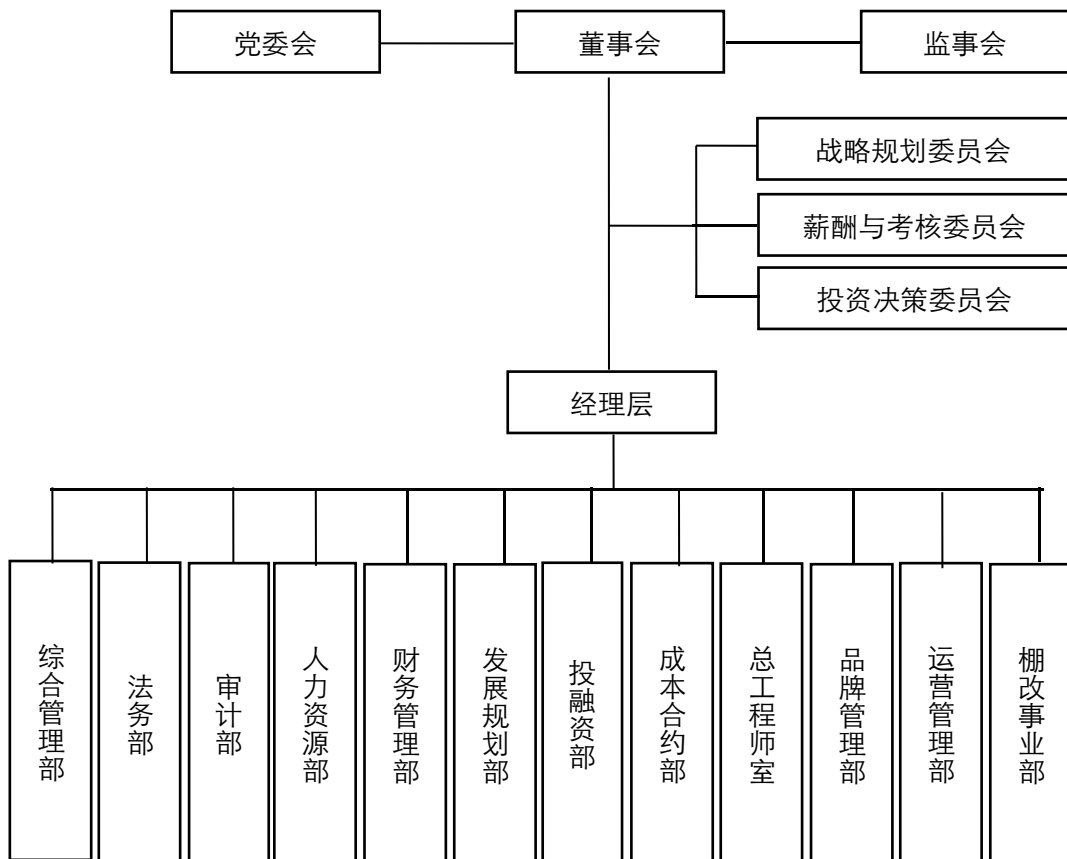 党委会
董事会
监事会
战略规划委员会
薪酬与考核委员会
投资决策委员会
经理层
综合管理部
法务部
审计部
人力资源部
财务管理部
发展规划部
投融资部
成本合约部
总工程师室
品牌管理部
运营管理部
棚改事业部